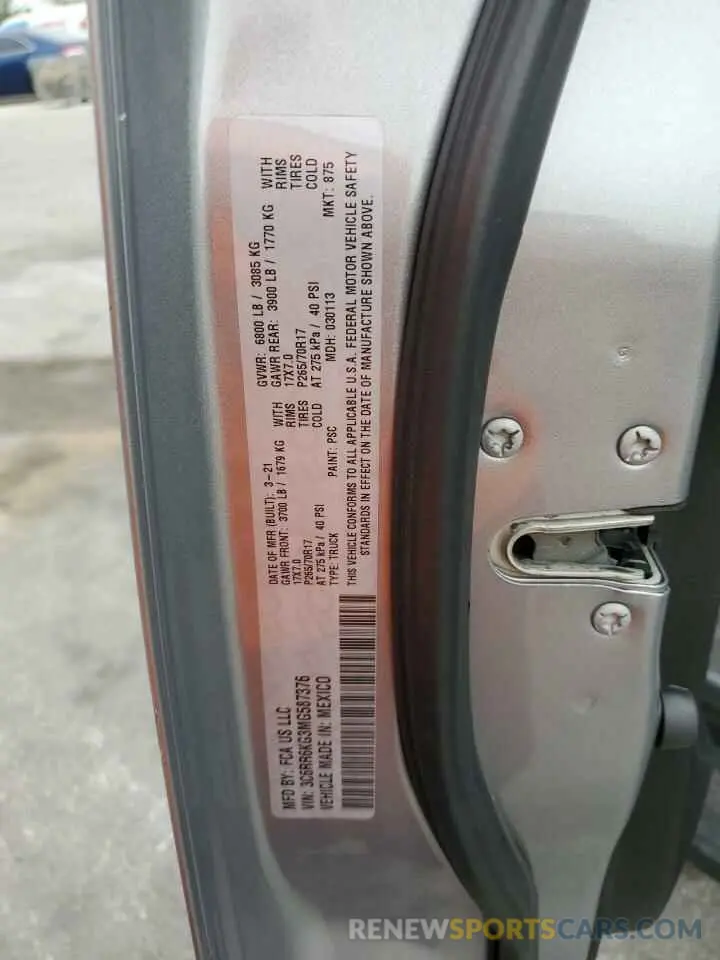 MFD BY: FCA US LLC
DATE OF MFR (BUILT): 3-21
GVWR: 6800 LB / 3085 KG
GAWR FRONT: 3700 LB / 1679 KG WITH
GAWR REAR: 3900 LB / 1770 KG WITH
17X7.0 RIMS
17X7.0 RIMS
P265/70R17 TIRES
P265/70R17 TIRES
AT 275 kPa / 40 PSI COLD
AT 275 kPa / 40 PSI COLD
VIN: 3C6RR6KG3MG587376
TYPE: TRUCK
PAINT: PSC
MDH: 030113
MKT: 875
VEHICLE MADE IN: MEXICO
THIS VEHICLE CONFORMS TO ALL APPLICABLE U.S.A. FEDERAL MOTOR VEHICLE SAFETY
STANDARDS IN EFFECT ON THE DATE OF MANUFACTURE SHOWN ABOVE.
RENEWSPORTSCARS.COM